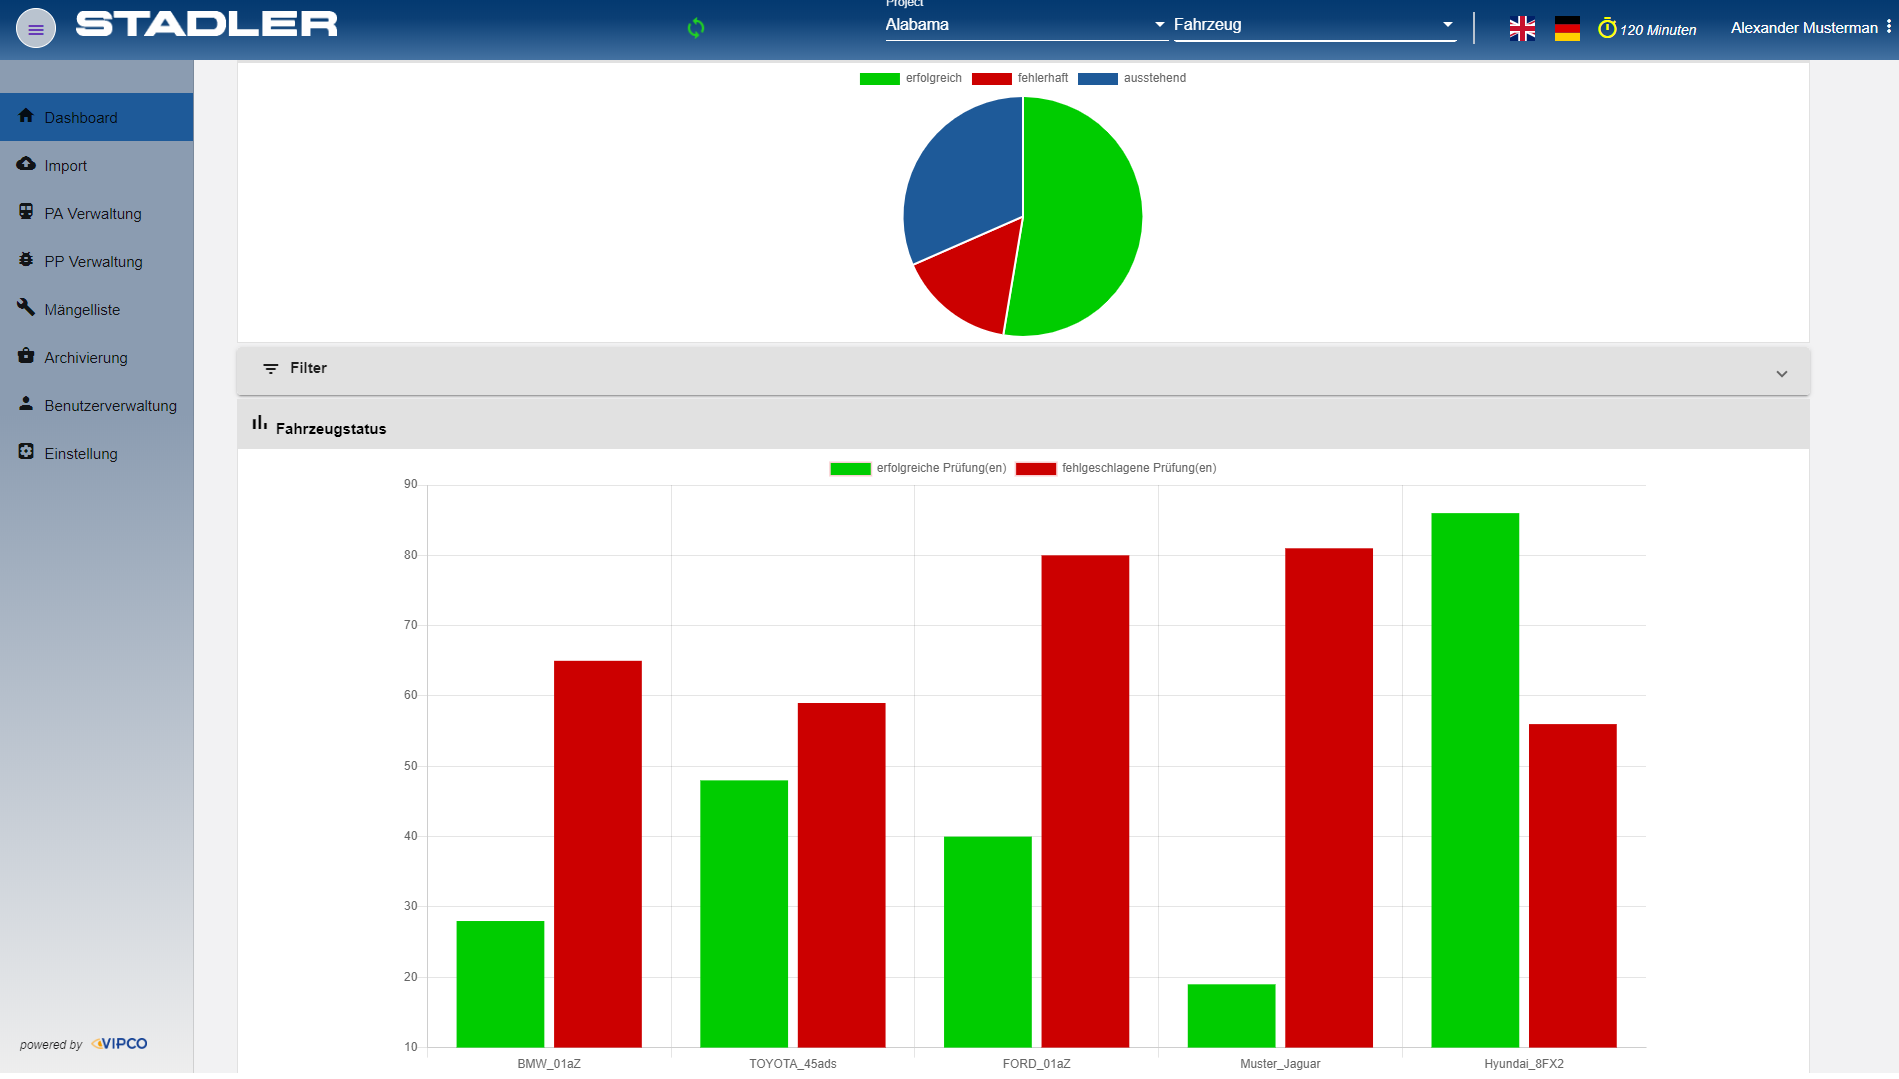 STADLER
Project
Alabama
Fahrzeug
120 Minuten
Alexander Musterman
Dashboard
Import
PA Verwaltung
PP Verwaltung
Mängelliste
Archivierung
Benutzerverwaltung
Einstellung
powered by VIPCO
erfolgreich fehlerhaft ausstehend
Filter
Fahrzeugstatus
erfolgreiche Prüfung(en) fehlgeschlagene Prüfung(en)
90
80
70
60
50
40
30
20
10
BMW_01aZ TOYOTA_45ads FORD_01aZ Muster_Jaguar Hyundai_8FX2